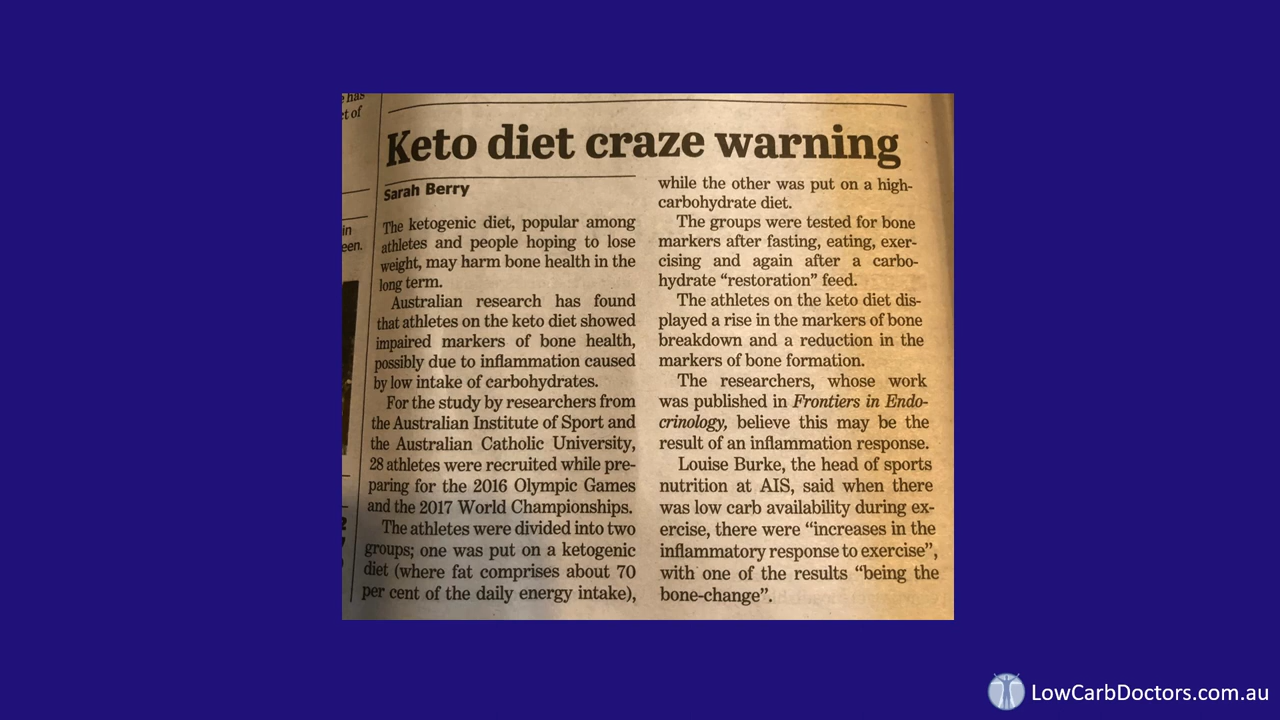 e has
ct of
in
een.
Keto diet craze warning
Sarah Berry
The ketogenic diet, popular among
athletes and people hoping to lose
weight, may harm bone health in the
long term.
Australian research has found
that athletes on the keto diet showed
impaired markers of bone health,
possibly due to inflammation caused
by low intake of carbohydrates.
For the study by researchers from
the Australian Institute of Sport and
the Australian Catholic University,
28 athletes were recruited while pre-
paring for the 2016 Olympic Games
and the 2017 World Championships.
The athletes were divided into two
groups; one was put on a ketogenic
diet (where fat comprises about 70
per cent of the daily energy intake),
while the other was put on a high-
carbohydrate diet.
The groups were tested for bone
markers after fasting, eating, exer-
cising and again after a carbo-
hydrate “restoration” feed.
The athletes on the keto diet dis-
played a rise in the markers of bone
breakdown and a reduction in the
markers of bone formation.
The researchers, whose work
was published in Frontiers in Endo-
crinology, believe this may be the
result of an inflammation response.
Louise Burke, the head of sports
nutrition at AIS, said when there
was low carb availability during ex-
ercise, there were “increases in the
inflammatory response to exercise”,
with one of the results “being the
bone-change”.
LowCarbDoctors.com.au